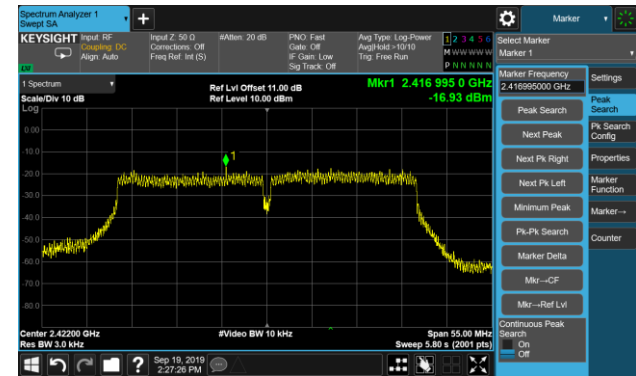 Spectrum Analyzer 1
Swept SA
+
Marker
KEYSIGHT
Input: RF
Coupling: DC
Align: Auto
Input Z: 50 Ω
Corrections: Off
Freq Ref: Int (S)
#Atten: 20 dB
PNO: Fast
Gate: Off
IF Gain: Low
Sig Track: Off
Avg Type: Log-Power
Avg|Hold:>10/10
Trig: Free Run
1 2 3 4 5 6
M W W W W W
P N N N N N
Select Marker
Marker 1
1 Spectrum
Scale/Div 10 dB
Log
Ref Lvl Offset 11.00 dB
Ref Level 10.00 dBm
Mkr1 2.416 995 0 GHz
-16.93 dBm
0.00
-10.0
-20.0
-30.0
-40.0
-50.0
-60.0
-70.0
-80.0
1
Center 2.42200 GHz
Res BW 3.0 kHz
#Video BW 10 kHz
Span 55.00 MHz
Sweep 5.80 s (2001 pts)
Marker Frequency
2.416995000 GHz
Peak Search
Next Peak
Next Pk Right
Next Pk Left
Minimum Peak
Pk-Pk Search
Marker Delta
Mkr→CF
Mkr→Ref Lvl
Continuous Peak
Search
On
Off
Settings
Peak
Search
Pk Search
Config
Properties
Marker
Function
Marker→
Counter
?
Sep 19, 2019
2:27:26 PM